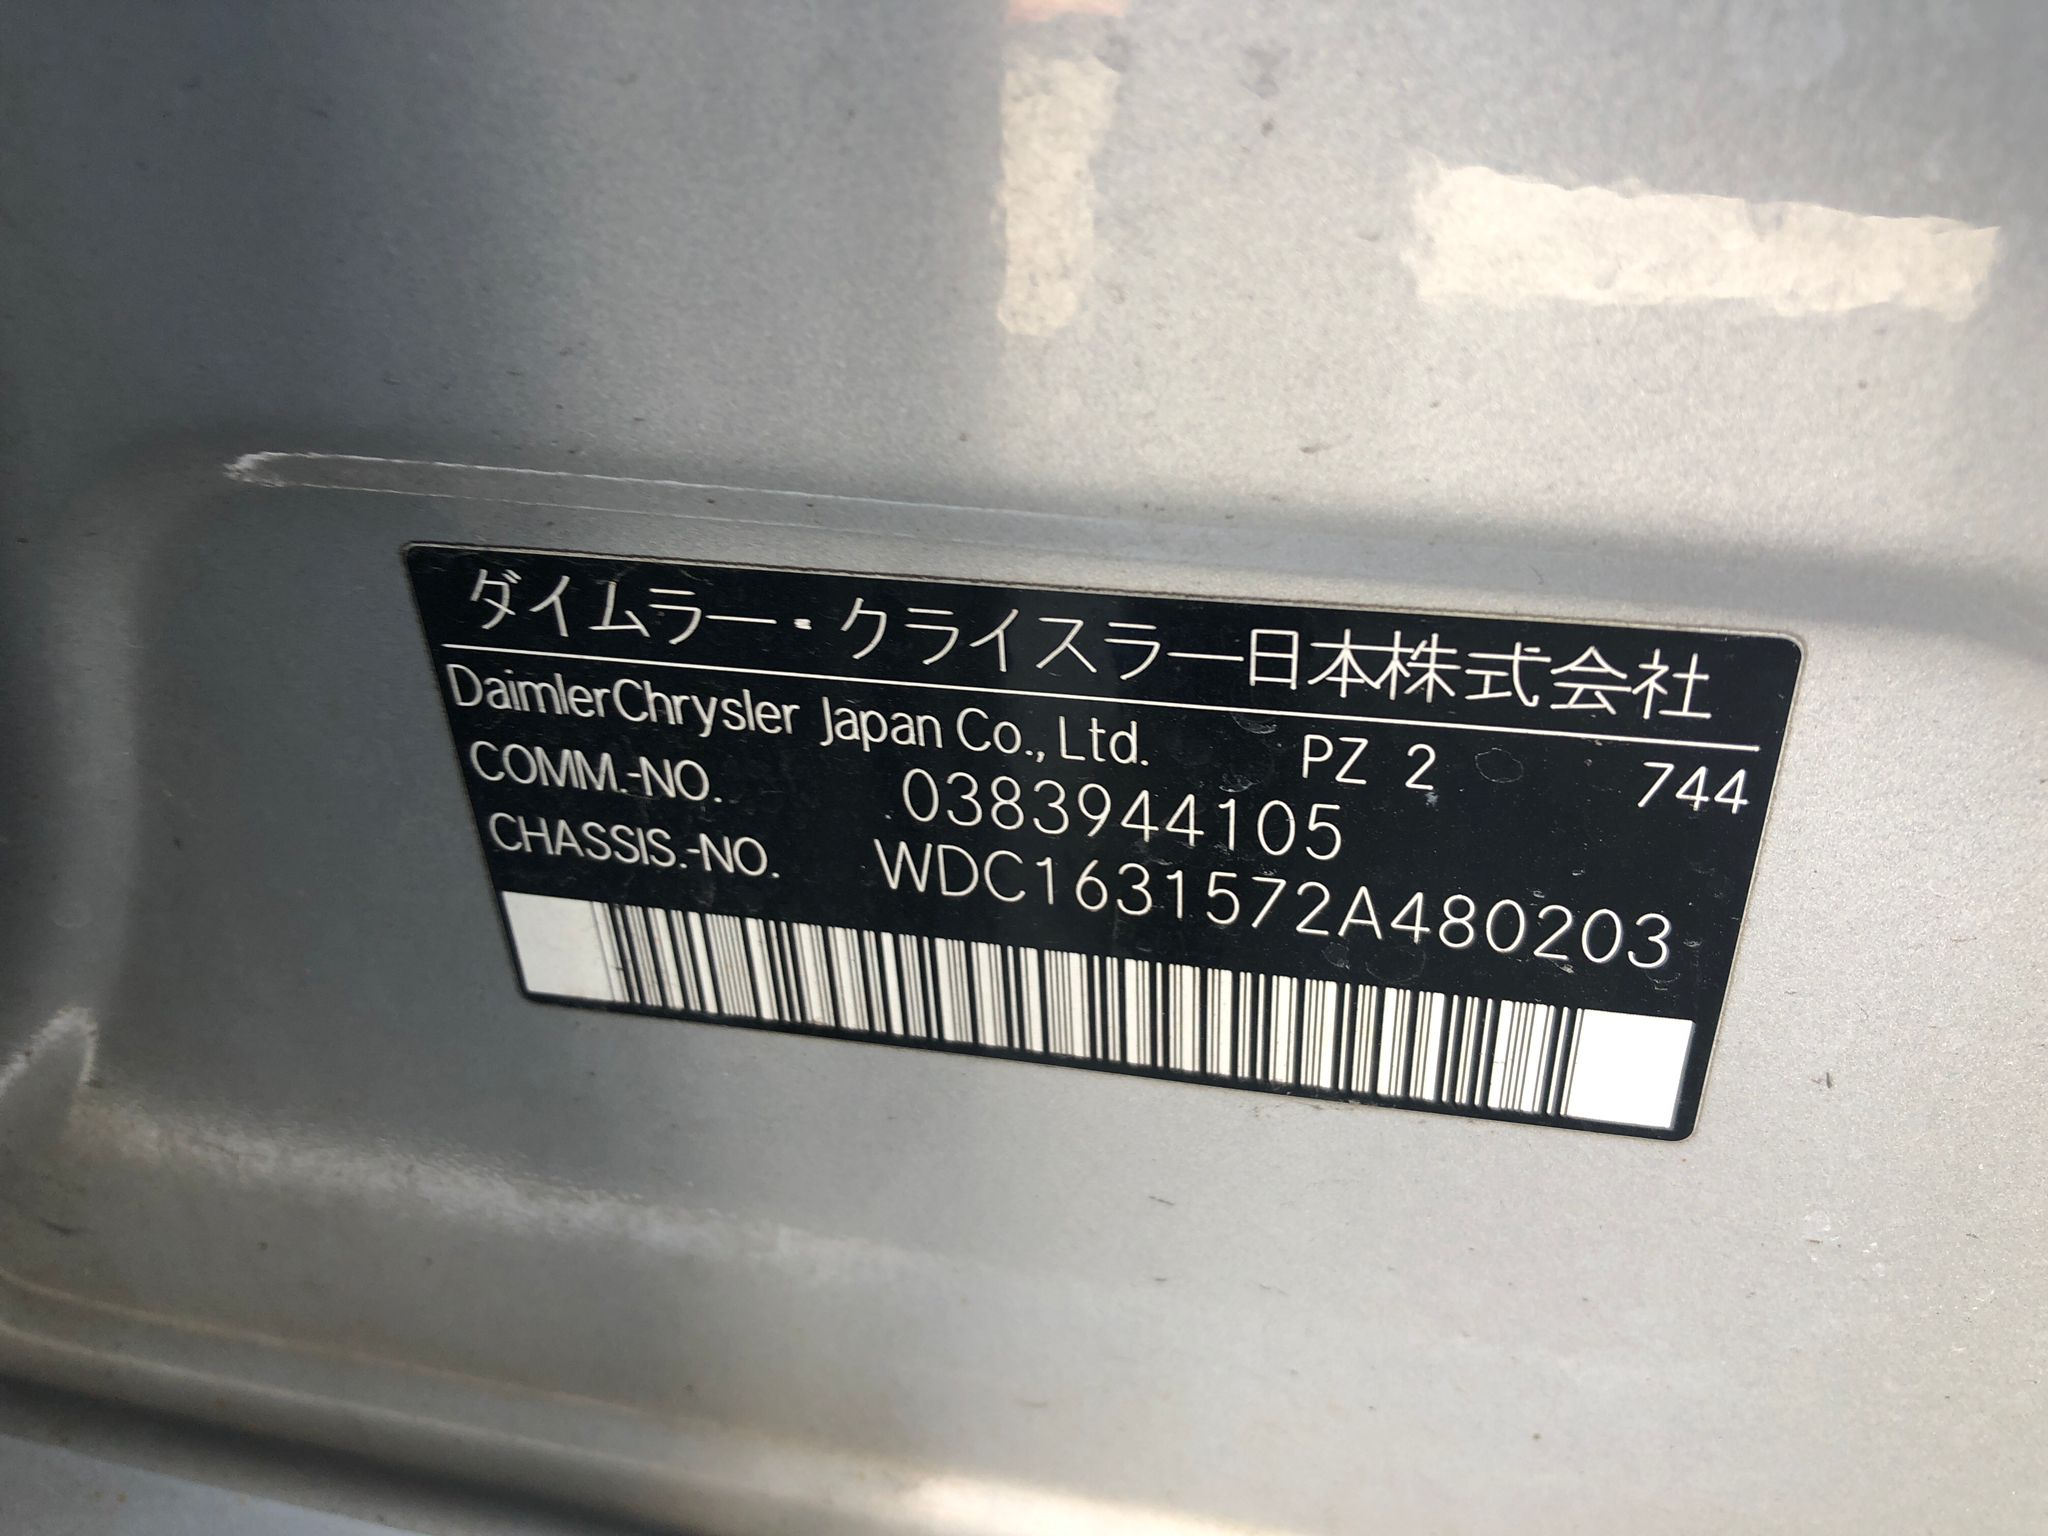 ダイムラー・クライスラー日本株式会社
DaimlerChrysler Japan Co., Ltd. PZ 2 744
COMM.-NO. 0383944105
CHASSIS.-NO. WDC1631572A480203